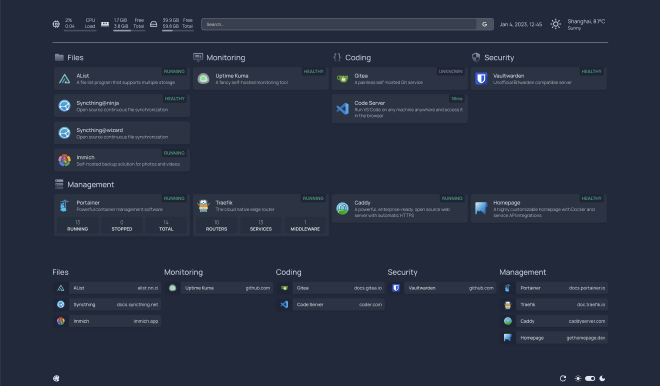 2% CPU
0.04 Load
1.7 GiB Free
3.8 GiB Total
39.9 GB Free
59.8 GB Total
Search...
G
Jan 4, 2023, 12:45
Shanghai, 8.1°C
Sunny
Files
Monitoring
Coding
Security
RUNNING
AList
A file list program that supports multiple storage
HEALTHY
Uptime Kuma
A fancy self-hosted monitoring tool
UNKNOWN
Gitea
A painless self-hosted Git service
HEALTHY
Vaultwarden
Unofficial Bitwarden compatible server
HEALTHY
Syncthing@ninja
Open source continuous file synchronization
Code Server
Run VS Code on any machine anywhere and access it
in the browser
Syncthing@wizard
Open source continuous file synchronization
RUNNING
Immich
Self-hosted backup solution for photos and videos
Management
RUNNING
Portainer
Powerful container management software
15 0 14
RUNNING STOPPED TOTAL
RUNNING
Traefik
The cloud native edge router
10 13 1
ROUTERS SERVICES MIDDLEWARE
RUNNING
Caddy
A powerful, enterprise-ready, open source web
server with automatic HTTPS
HEALTHY
Homepage
A highly customizable homepage with Docker and
service API integrations
Files
AList alist.nn.ci
Syncthing docs.syncthing.net
Immich immich.app
Monitoring
Uptime Kuma github.com
Coding
Gitea docs.gitea.io
Code Server coder.com
Security
Vaultwarden github.com
Management
Portainer docs.portainer.io
Traefik doc.traefik.io
Caddy caddyserver.com
Homepage gethomepage.dev